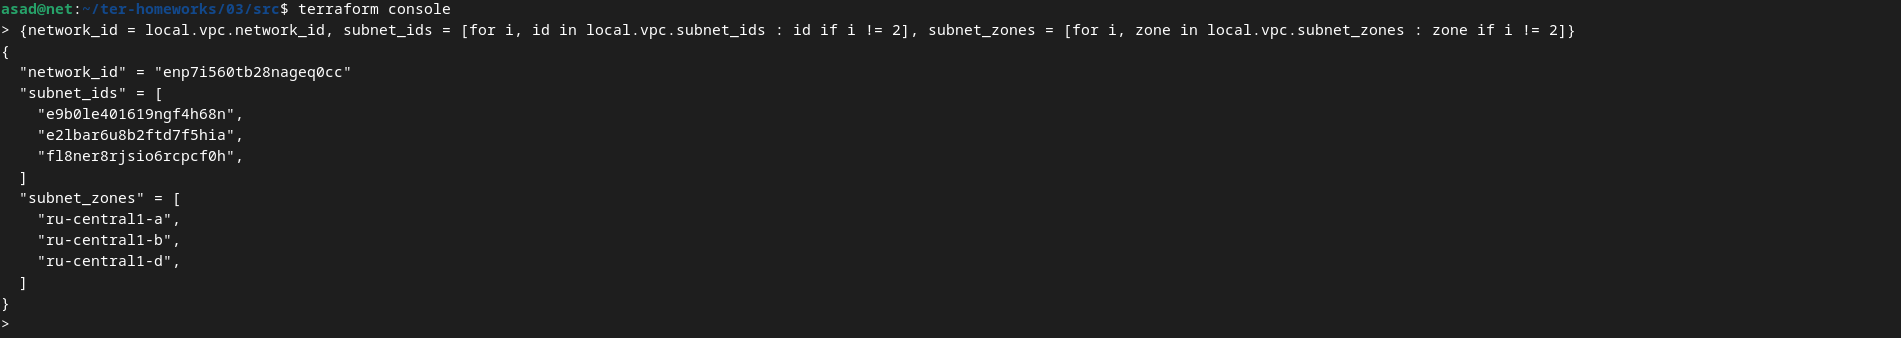 asad@net:~/ter-homeworks/03/src$ terraform console
> {network_id = local.vpc.network_id, subnet_ids = [for i, id in local.vpc.subnet_ids : id if i != 2], subnet_zones = [for i, zone in local.vpc.subnet_zones : zone if i != 2]}
{
  "network_id" = "enp7i560tb28nageq0cc"
  "subnet_ids" = [
    "e9b0le401619ngf4h68n",
    "e2lbar6u8b2ftd7f5hia",
    "fl8ner8rjsio6rcpcf0h",
  ]
  "subnet_zones" = [
    "ru-central1-a",
    "ru-central1-b",
    "ru-central1-d",
  ]
}
>